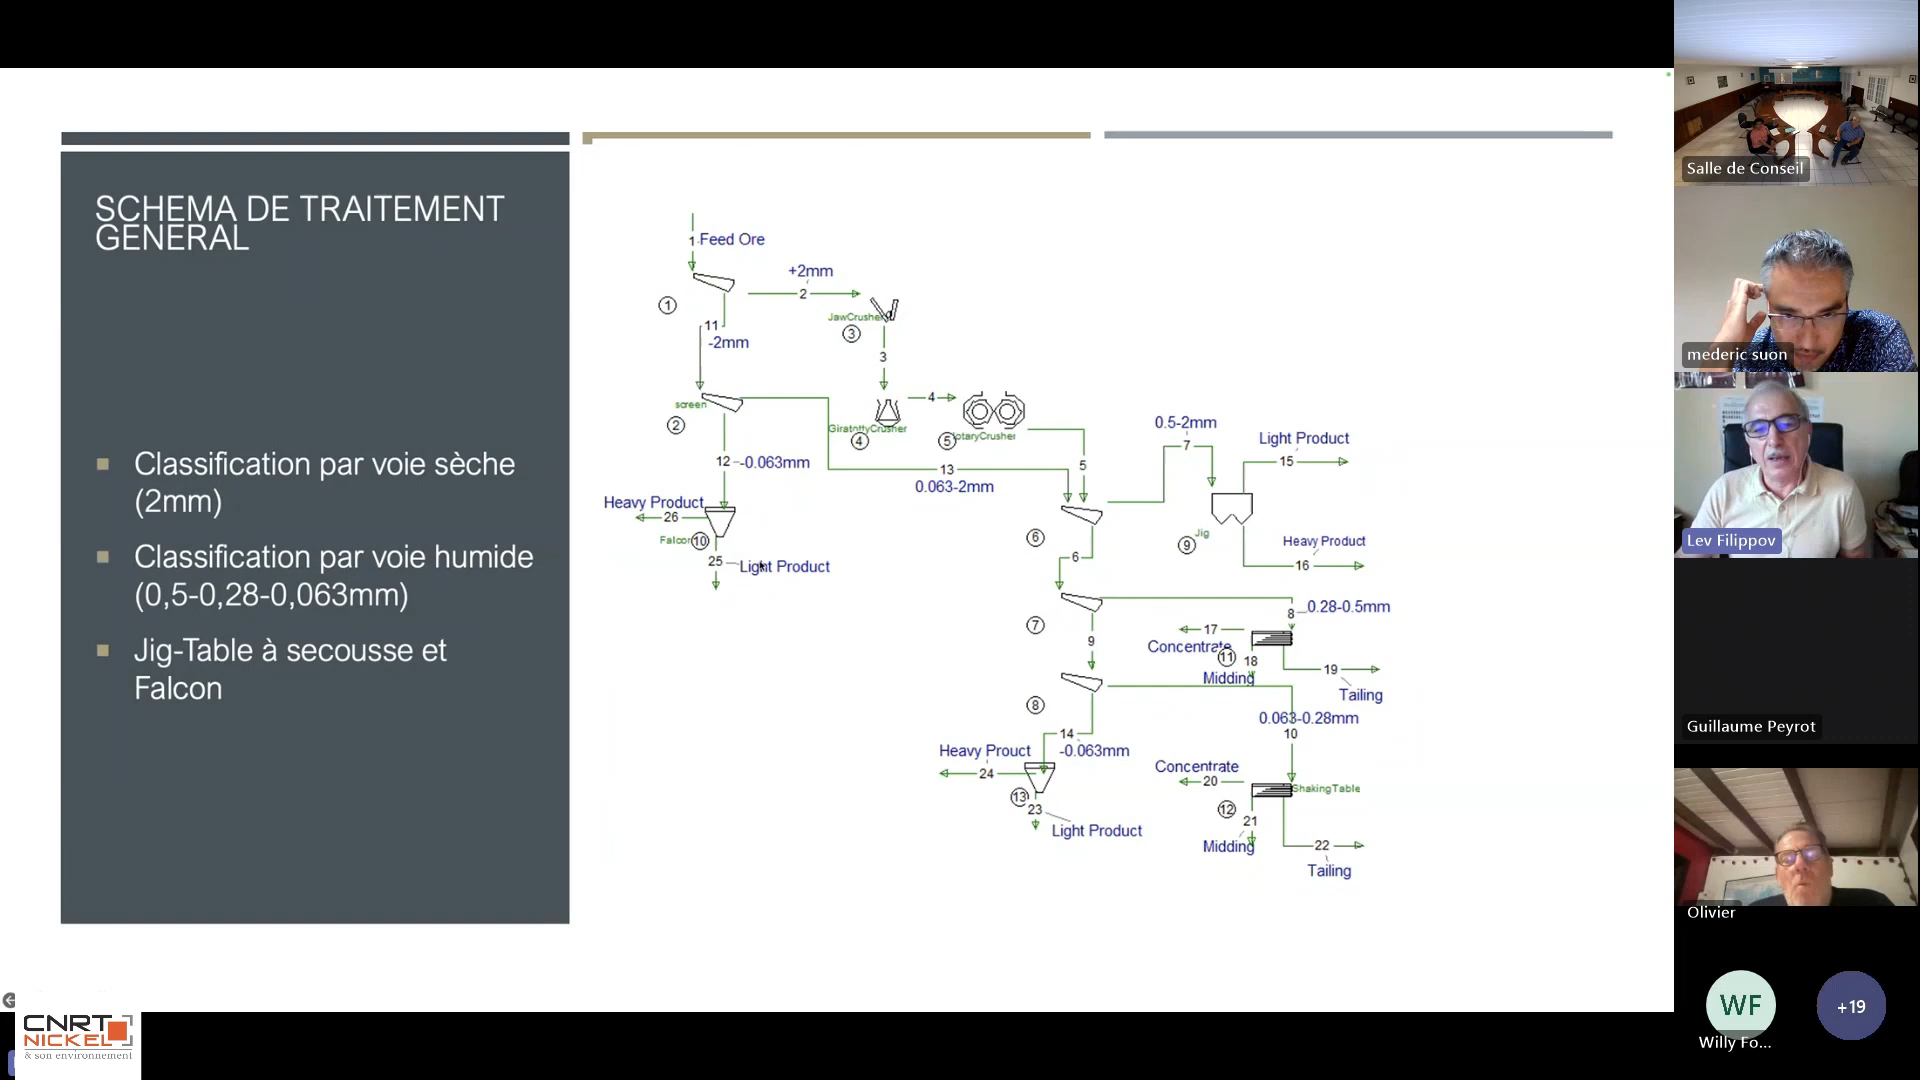 SCHEMA DE TRAITEMENT
GENERAL
Classification par voie sèche
(2mm)
Classification par voie humide
(0,5-0,28-0,063mm)
Jig-Table à secousse et
Falcon
1 Feed Ore
+2mm
2
1
JawCrusher
3
11
-2mm
3
screen
2
4
GiratottyCrusher
4
5
otaryCrusher
12 -0.063mm
13
0.063-2mm
5
0.5-2mm
7
Light Product
15
Heavy Product
26
Falcon 10
25
Light Product
6
6
Jig
9
Heavy Product
16
7
9
8
0.28-0.5mm
17
Concentrate
11
18
Midding
19
Tailing
8
0.063-0.28mm
10
14
-0.063mm
Heavy Prouct
24
13
23
Light Product
Concentrate
20
ShakingTable
12
21
Midding
22
Tailing
CNRT
NICKEL
& son environnement
Salle de Conseil
mederic suon
Lev Filippov
Guillaume Peyrot
Olivier
WF
+19
Willy Fo...